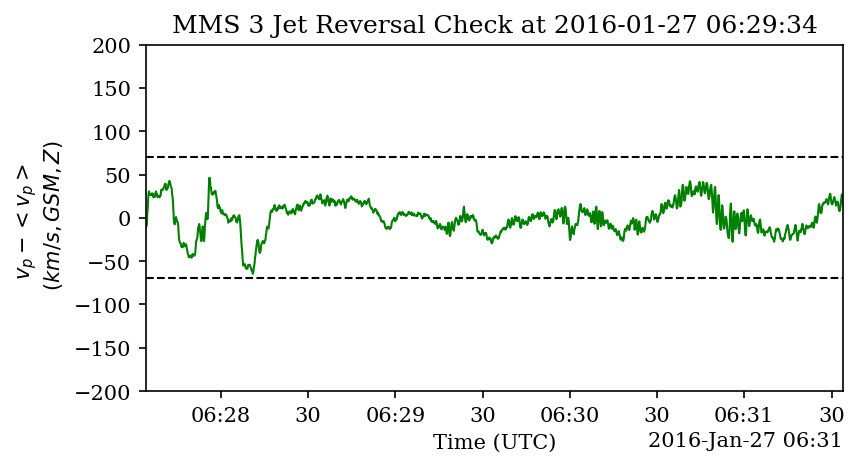 MMS 3 Jet Reversal Check at 2016-01-27 06:29:34
200
150
100
50
0
−50
−100
−150
−200
v_p − < v_p >
(km/s, GSM, Z)
06:28 30 06:29 30 06:30 30 06:31 30
Time (UTC)
2016-Jan-27 06:31